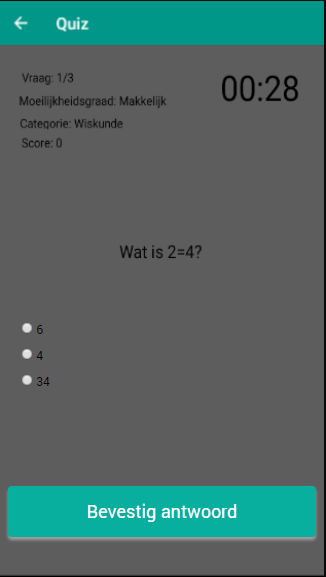 Quiz
Vraag: 1/3
00:28
Moeilijkheidsgraad: Makkelijk
Categorie: Wiskunde
Score: 0
Wat is 2=4?
6
4
34
Bevestig antwoord